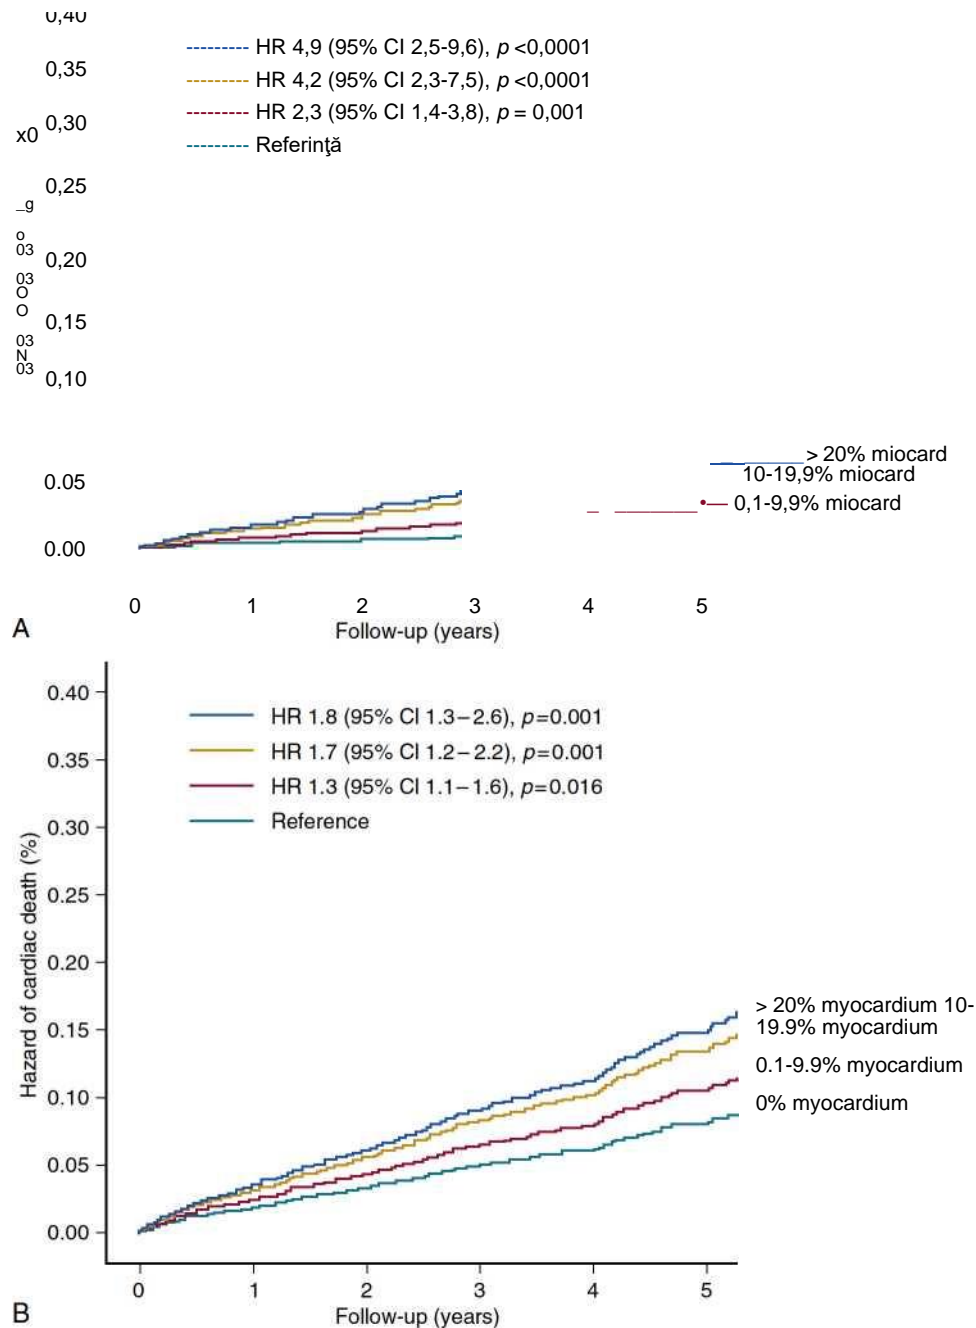 0,40
HR 4,9 (95% CI 2,5-9,6), p <0,0001
0,35
HR 4,2 (95% CI 2,3-7,5), p <0,0001
HR 2,3 (95% CI 1,4-3,8), p = 0,001
0,30
x0
Referinţă
0,25
_g
o
03
0,20
03
O
O
0,15
03
N
03
0,10
> 20% miocard
10-19,9% miocard
0.05
0,1-9,9% miocard
0.00
0 1 2 3 4 5
A
Follow-up (years)
0.40
HR 1.8 (95% CI 1.3–2.6), p=0.001
HR 1.7 (95% CI 1.2–2.2), p=0.001
0.35
HR 1.3 (95% CI 1.1–1.6), p=0.016
Reference
0.30
0.25
0.20
Hazard of cardiac death (%)
> 20% myocardium 10-
19.9% myocardium
0.15
0.1-9.9% myocardium
0.10
0% myocardium
0.05
0.00
0 1 2 3 4 5
B
Follow-up (years)